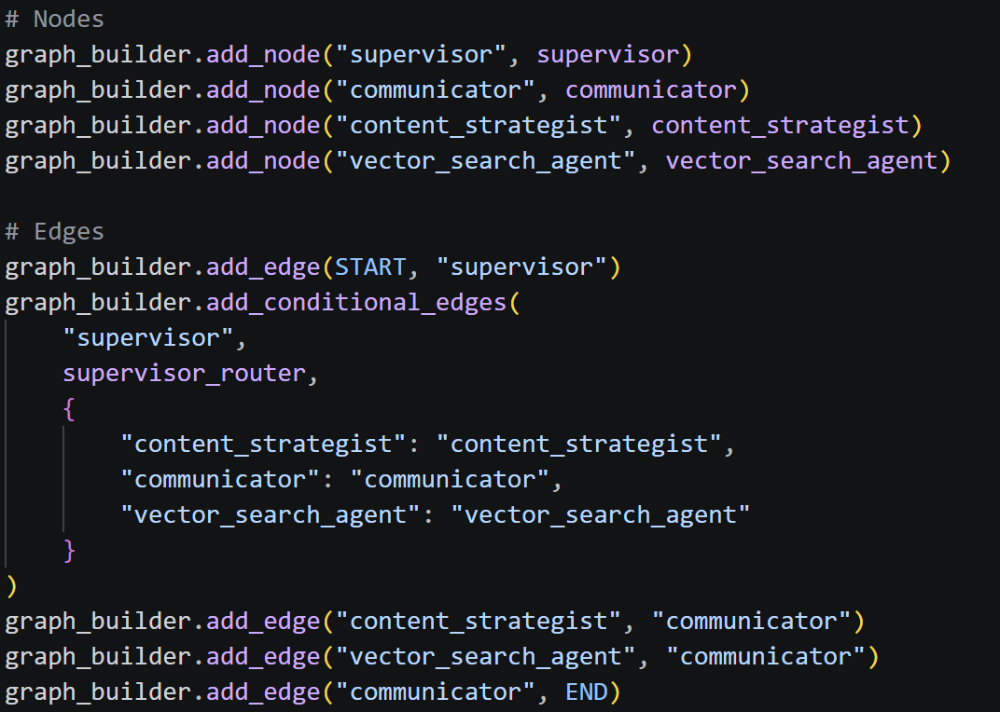 # Nodes
graph_builder.add_node("supervisor", supervisor)
graph_builder.add_node("communicator", communicator)
graph_builder.add_node("content_strategist", content_strategist)
graph_builder.add_node("vector_search_agent", vector_search_agent)

# Edges
graph_builder.add_edge(START, "supervisor")
graph_builder.add_conditional_edges(
    "supervisor",
    supervisor_router,
    {
        "content_strategist": "content_strategist",
        "communicator": "communicator",
        "vector_search_agent": "vector_search_agent"
    }
)
graph_builder.add_edge("content_strategist", "communicator")
graph_builder.add_edge("vector_search_agent", "communicator")
graph_builder.add_edge("communicator", END)